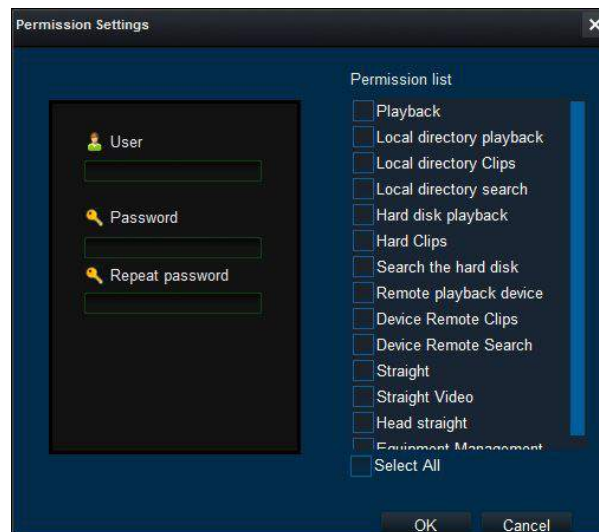 Permission Settings
Permission list
User
Password
Repeat password
Playback
Local directory playback
Local directory Clips
Local directory search
Hard disk playback
Hard Clips
Search the hard disk
Remote playback device
Device Remote Clips
Device Remote Search
Straight
Straight Video
Head straight
Equipment Management
Select All
OK Cancel